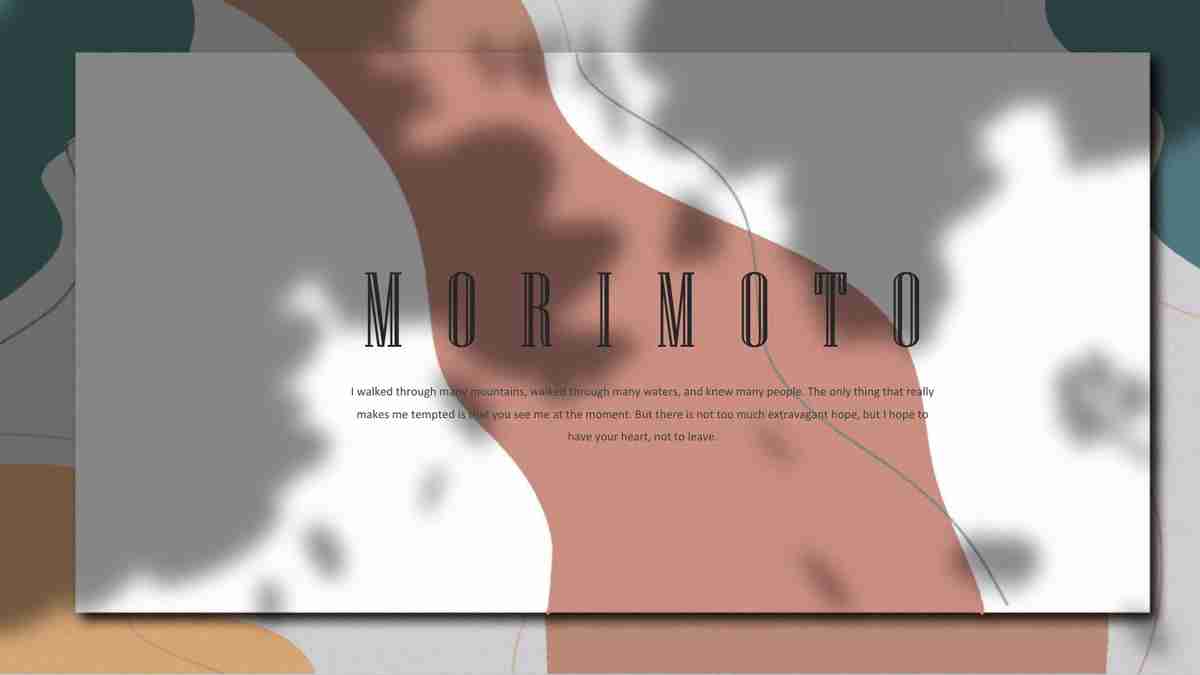 MORIMOTO
I walked through many mountains, walked through many waters, and knew many people. The only thing that really
makes me tempted is that you see me at the moment. But there is not too much extravagant hope, but I hope to
have your heart, not to leave.